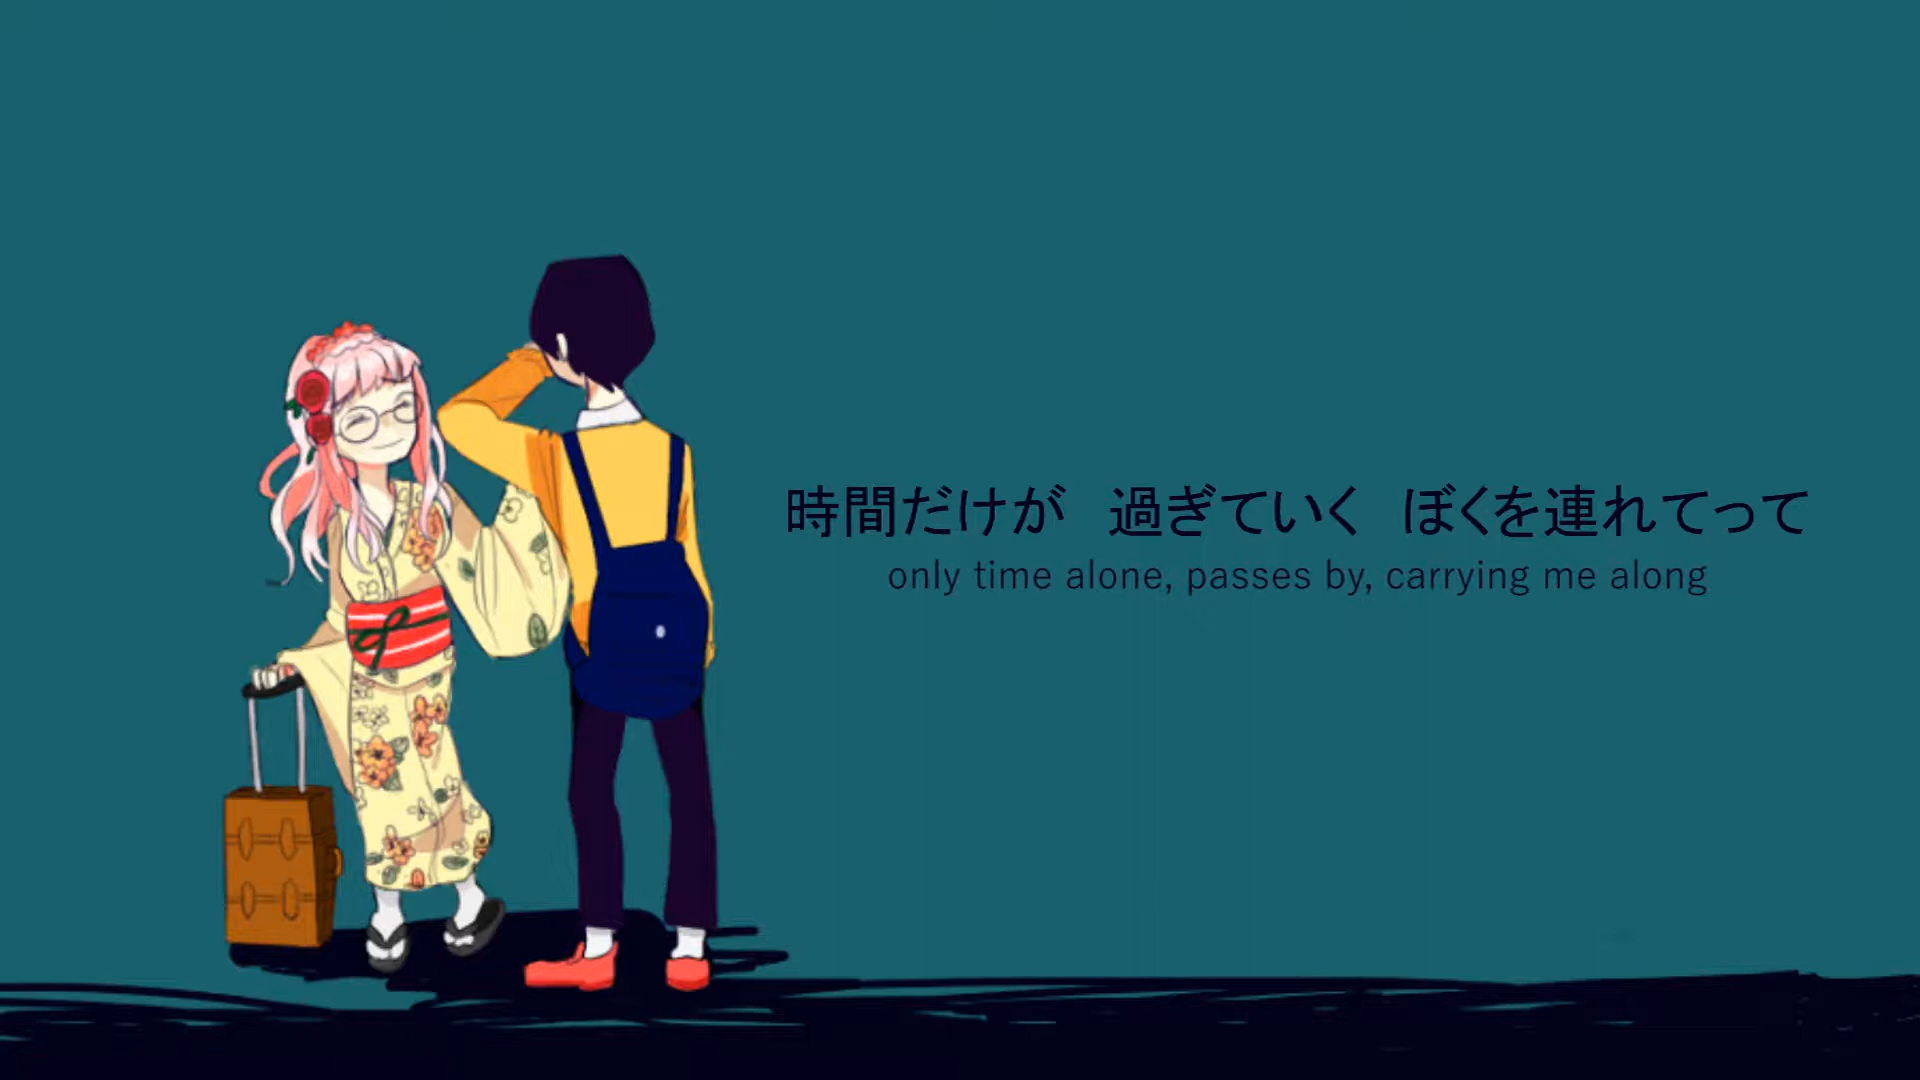 時間だけが　過ぎていく　ぼくを連れてって
only time alone, passes by, carrying me along